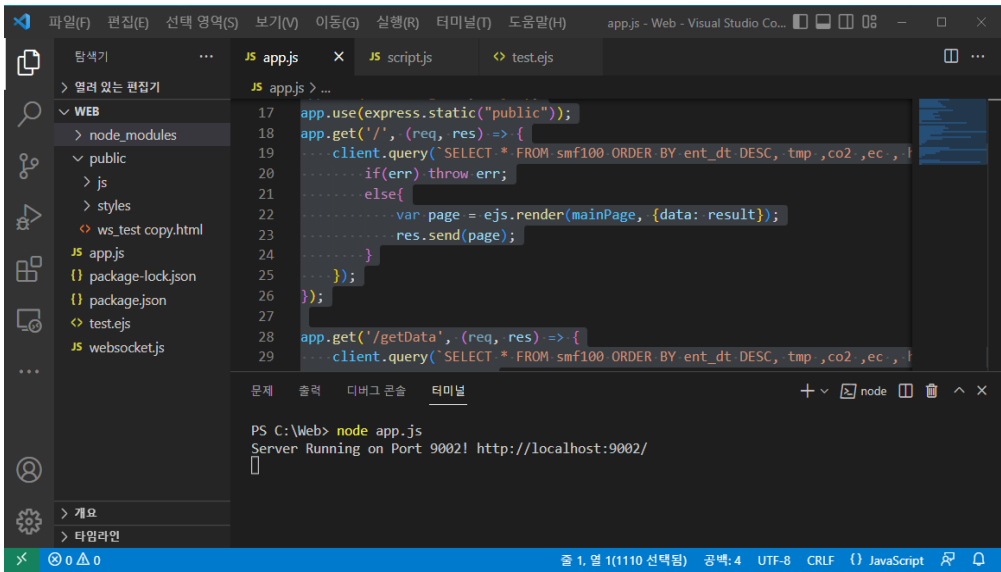 파일(F) 편집(E) 선택 영역(S) 보기(V) 이동(G) 실행(R) 터미널(T) 도움말(H) app.js - Web - Visual Studio Co...
탐색기
JS app.js
JS script.js
<> test.ejs
> 열려 있는 편집기
JS app.js > ...
WEB
> node_modules
public
> js
> styles
<> ws_test copy.html
JS app.js
{} package-lock.json
{} package.json
<> test.ejs
JS websocket.js
17 app.use(express.static("public"));
18 app.get('/', (req, res) => {
19 client.query(`SELECT * FROM smf100 ORDER BY ent_dt DESC, tmp ,co2 ,ec ,
20 if(err) throw err;
21 else{
22 var page = ejs.render(mainPage, {data: result});
23 res.send(page);
24 }
25 });
26 });
27
28 app.get('/getData', (req, res) => {
29 client.query(`SELECT * FROM smf100 ORDER BY ent_dt DESC, tmp ,co2 ,ec ,
문제 출력 디버그 콘솔 터미널
node
PS C:\Web> node app.js
Server Running on Port 9002! http://localhost:9002/
> 개요
> 타임라인
0 0 줄 1, 열 1(1110 선택됨) 공백: 4 UTF-8 CRLF {} JavaScript